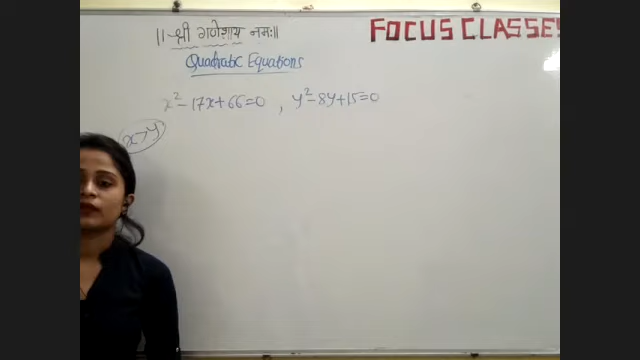 ॥ श्री गणेशाय नमः॥
FOCUS CLASSES
Quadratic Equations
x² - 17x + 66 = 0 , y² - 8y + 15 = 0
x > y